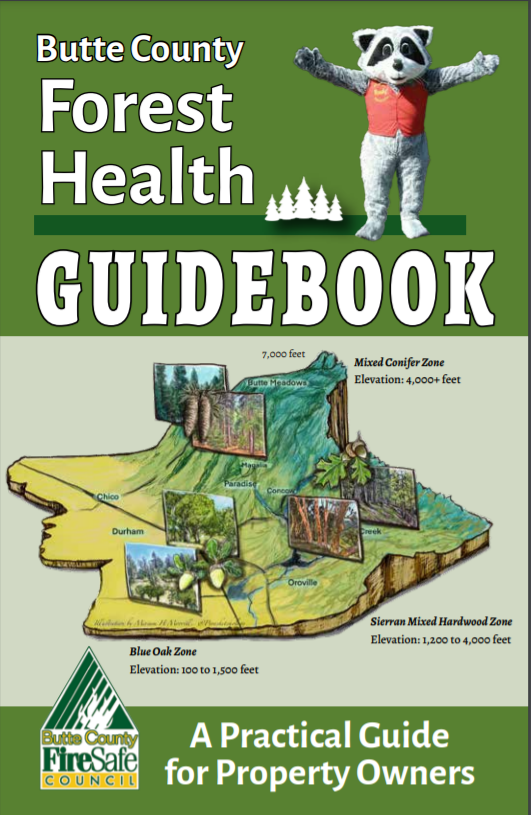 Butte County
Forest
Health
GUIDEBOOK
7,000 feet
Mixed Conifer Zone
Elevation: 4,000+ feet
Butte Meadows
Magalia
Paradise
Concow
Chico
Durham
Creek
Oroville
Illustration by
Sierran Mixed Hardwood Zone
Elevation: 1,200 to 4,000 feet
Blue Oak Zone
Elevation: 100 to 1,500 feet
Butte County
FireSafe
COUNCIL
A Practical Guide
for Property Owners